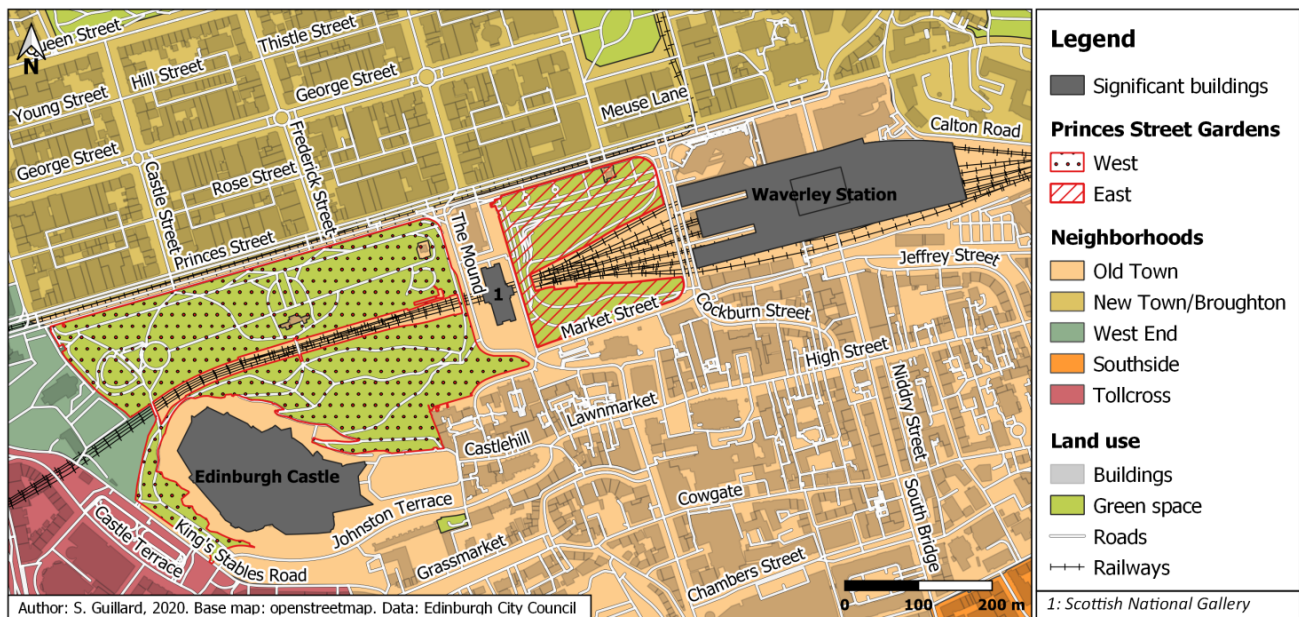 Queen Street
Thistle Street
Hill Street
George Street
Young Street
Meuse Lane
George Street
Rose Street
Frederick Street
Castle Street
Princes Street
N
Calton Road
Waverley Station
The Mound
1
Market Street
Cockburn Street
Jeffrey Street
High Street
Niddry Street
Lawnmarket
Castlehill
Edinburgh Castle
Johnston Terrace
Cowgate
South Bridge
Castle Terrace
King's Stables Road
Grassmarket
Chambers Street
0 100 200 m
Author: S. Guillard, 2020. Base map: openstreetmap. Data: Edinburgh City Council
Legend
Significant buildings
Princes Street Gardens
West
East
Neighborhoods
Old Town
New Town/Broughton
West End
Southside
Tollcross
Land use
Buildings
Green space
Roads
Railways
1: Scottish National Gallery